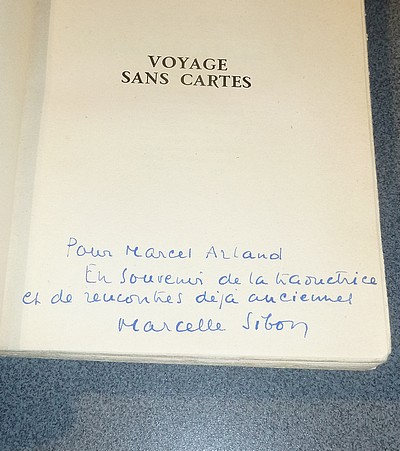 VOYAGE
SANS CARTES
Pour Marcel Arland
En souvenir de la traductrice
et de rencontres déjà anciennes
Marcelle Sibon